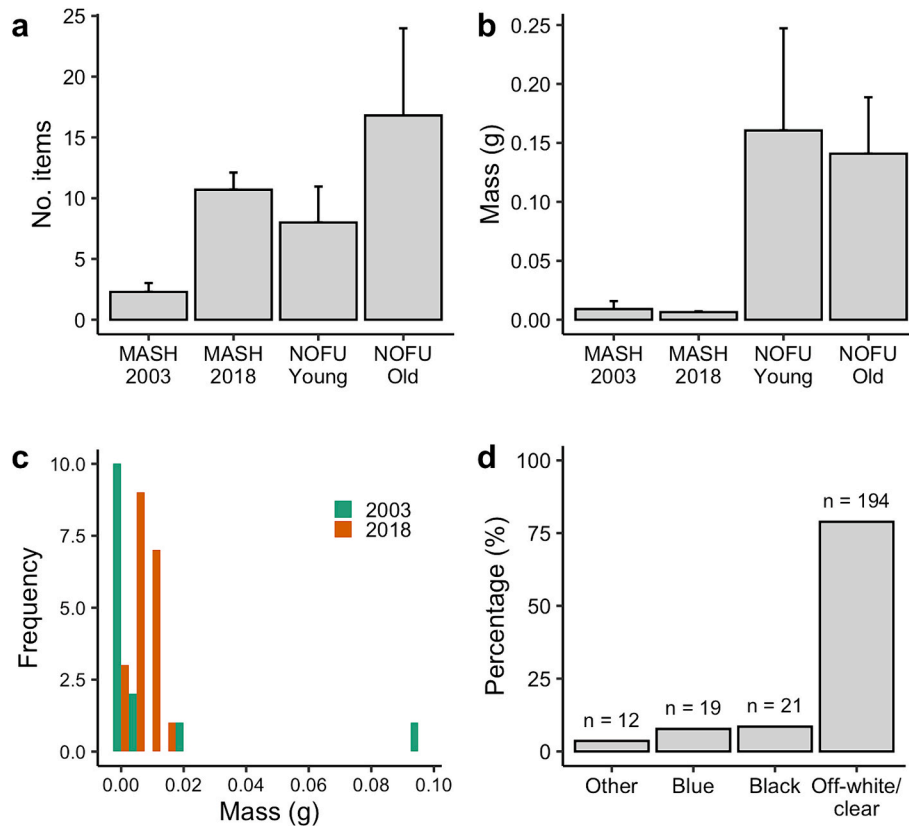 a
No. items
25
20
15
10
5
0
MASH 2003
MASH 2018
NOFU Young
NOFU Old
b
Mass (g)
0.25
0.20
0.15
0.10
0.05
0.00
MASH 2003
MASH 2018
NOFU Young
NOFU Old
c
Frequency
10.0
7.5
5.0
2.5
0.0
2003
2018
0.00 0.02 0.04 0.06 0.08 0.10
Mass (g)
d
Percentage (%)
100
75
50
25
0
n = 12
n = 19
n = 21
n = 194
Other
Blue
Black
Off-white/
clear